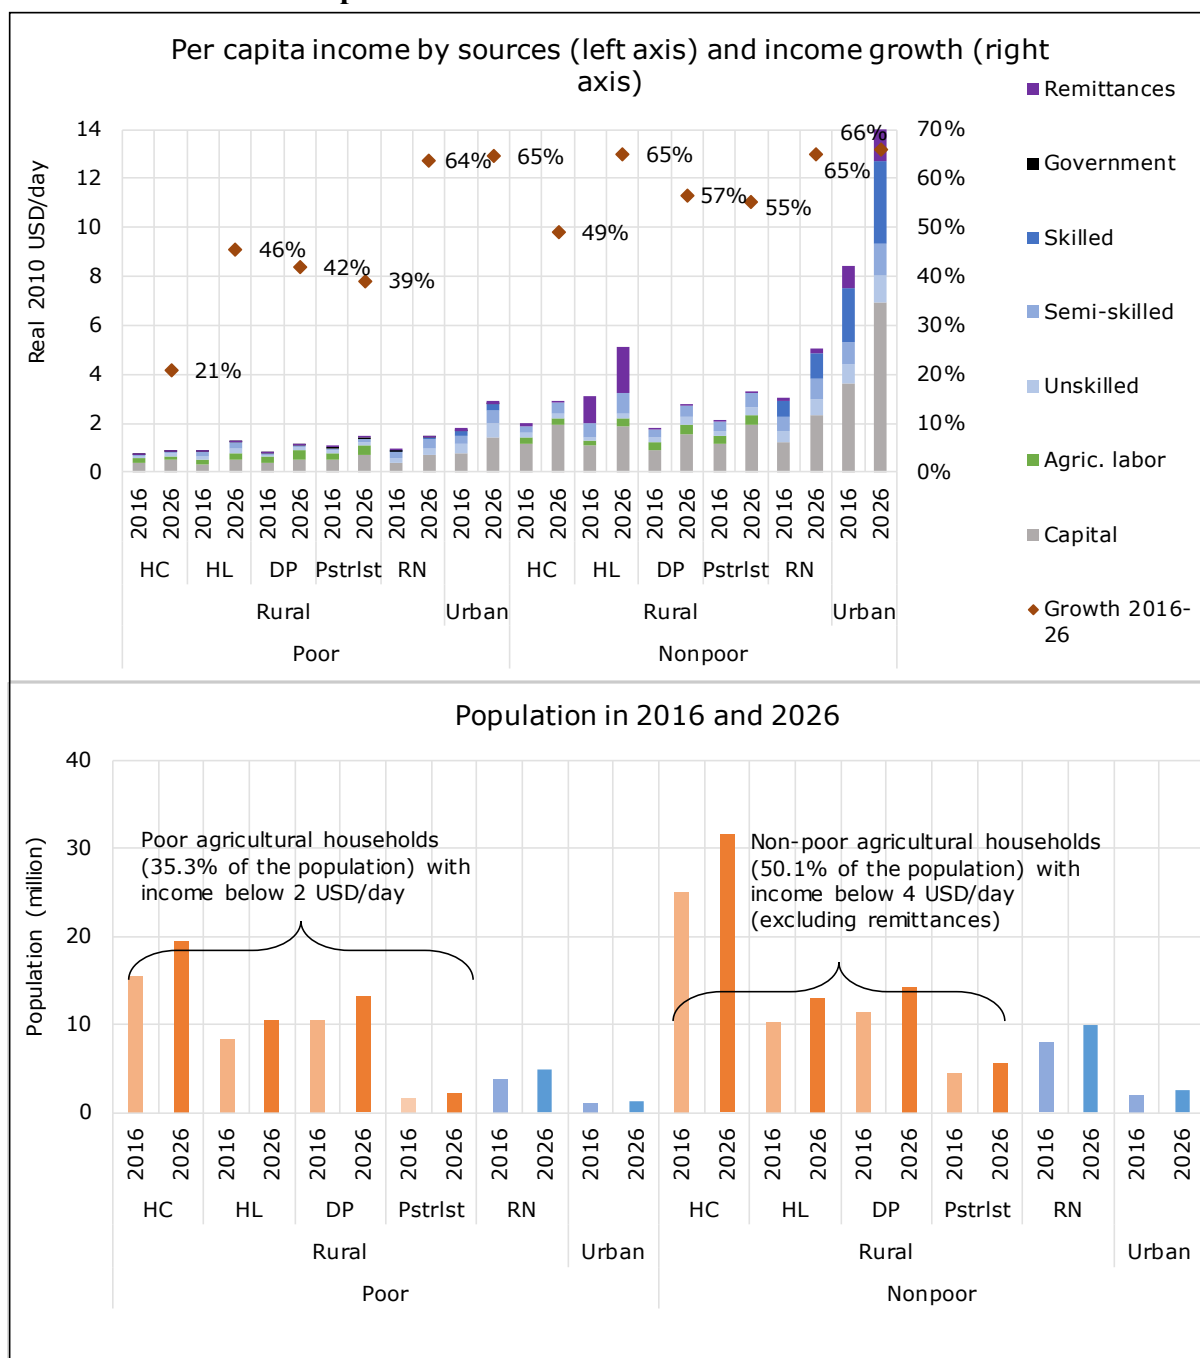 Per capita income by sources (left axis) and income growth (right
axis)
Real 2010 USD/day
14
12
10
8
6
4
2
0
70%
60%
50%
40%
30%
20%
10%
0%
21%
46%
42%
39%
64%
65%
49%
65%
57%
55%
65%
66%
2016 2026 2016 2026 2016 2026 2016 2026 2016 2026 2016 2026 2016 2026 2016 2026 2016 2026 2016 2026 2016 2026 2016 2026
HC HL DP Pstrlst RN HC HL DP Pstrlst RN
Rural Urban Rural Urban
Poor Nonpoor
Remittances
Government
Skilled
Semi-skilled
Unskilled
Agric. labor
Capital
Growth 2016-
26
Population in 2016 and 2026
Population (million)
40
30
20
10
0
Poor agricultural households
(35.3% of the population) with
income below 2 USD/day
Non-poor agricultural households
(50.1% of the population) with
income below 4 USD/day
(excluding remittances)
2016 2026 2016 2026 2016 2026 2016 2026 2016 2026 2016 2026 2016 2026 2016 2026 2016 2026 2016 2026 2016 2026 2016 2026
HC HL DP Pstrlst RN HC HL DP Pstrlst RN
Rural Urban Rural Urban
Poor Nonpoor